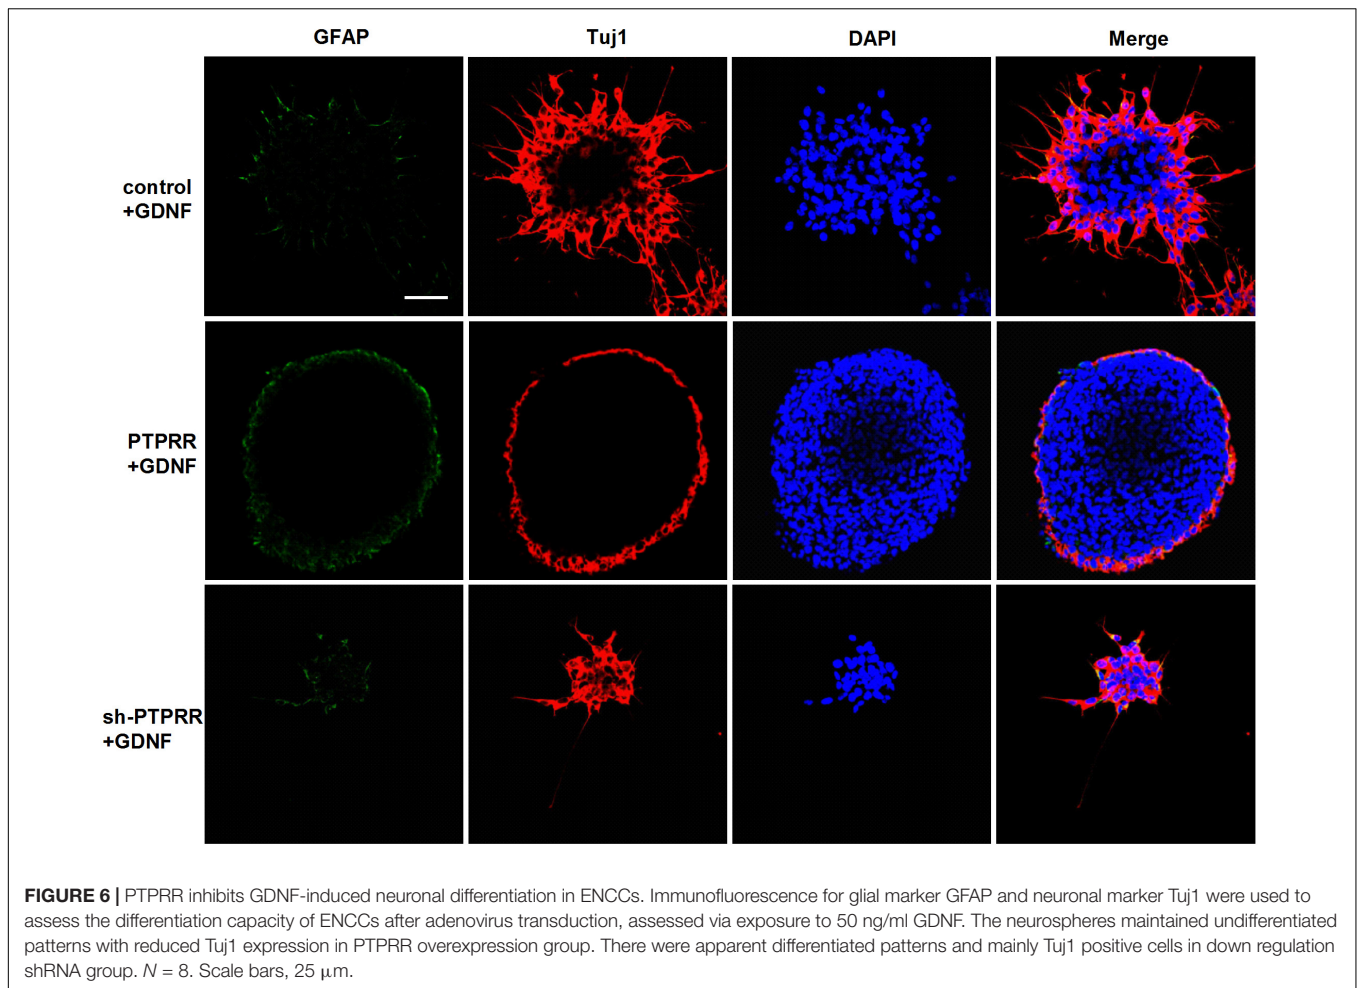 GFAP Tuj1 DAPI Merge
control
+GDNF
PTPRR
+GDNF
sh-PTPRR
+GDNF
FIGURE 6 | PTPRR inhibits GDNF-induced neuronal differentiation in ENCCs. Immunofluorescence for glial marker GFAP and neuronal marker Tuj1 were used to
assess the differentiation capacity of ENCCs after adenovirus transduction, assessed via exposure to 50 ng/ml GDNF. The neurospheres maintained undifferentiated
patterns with reduced Tuj1 expression in PTPRR overexpression group. There were apparent differentiated patterns and mainly Tuj1 positive cells in down regulation
shRNA group. N = 8. Scale bars, 25 μm.